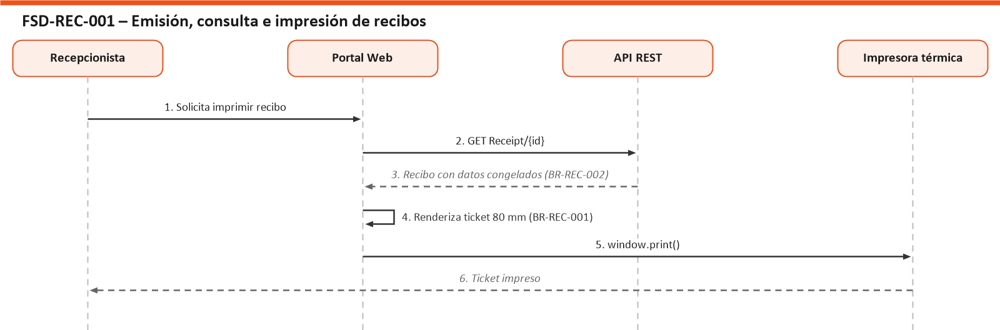 FSD-REC-001 – Emisión, consulta e impresión de recibos
Recepcionista
Portal Web
API REST
Impresora térmica
1. Solicita imprimir recibo
2. GET Receipt/{id}
3. Recibo con datos congelados (BR-REC-002)
4. Renderiza ticket 80 mm (BR-REC-001)
5. window.print()
6. Ticket impreso